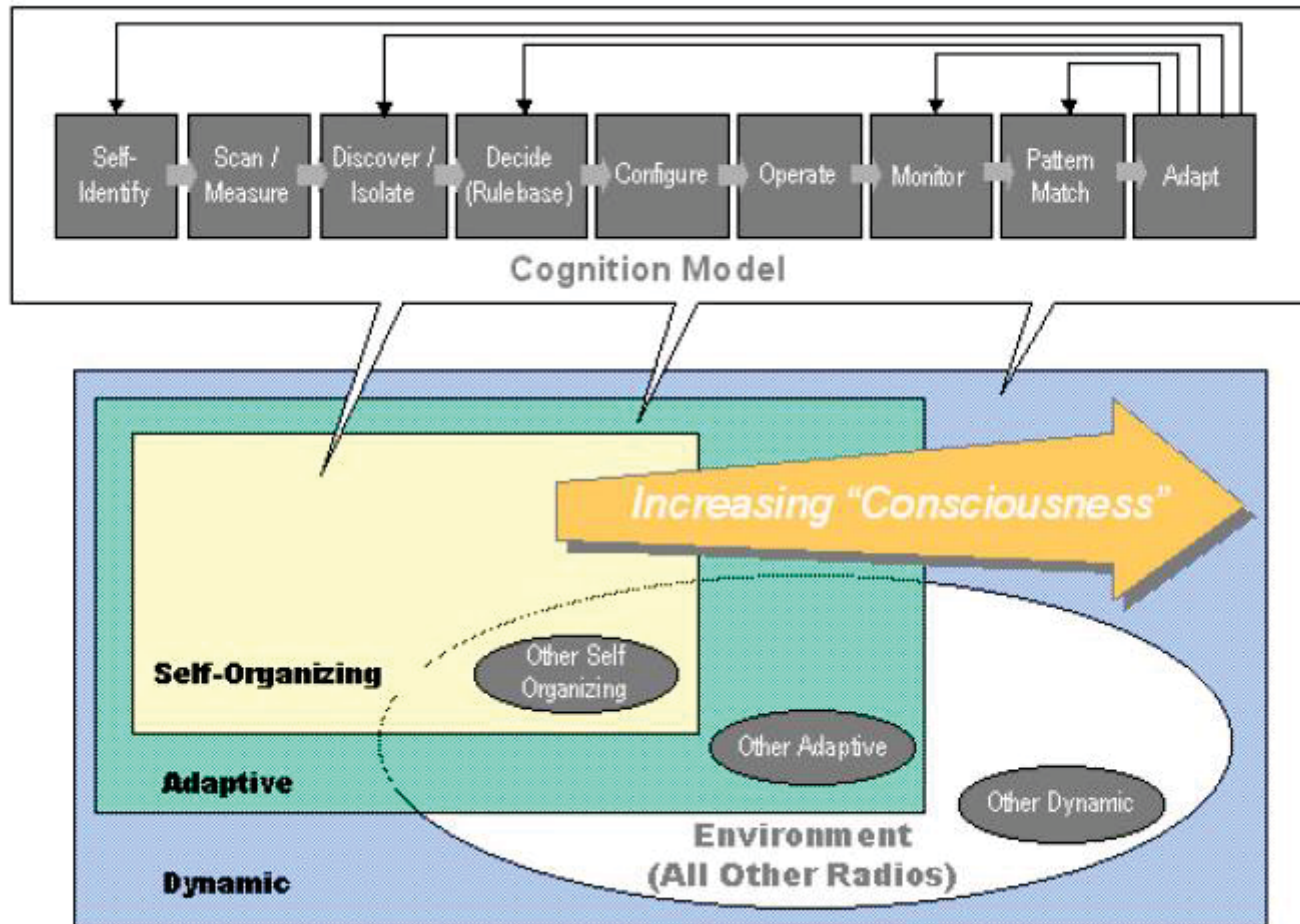 Self-
Identify
Scan /
Measure
Discover /
Isolate
Decide
(Rulebase)
Configure
Operate
Monitor
Pattern
Match
Adapt
Cognition Model
Increasing “Consciousness”
Self-Organizing
Other Self
Organizing
Other Adaptive
Adaptive
Other Dynamic
Environment
(All Other Radios)
Dynamic